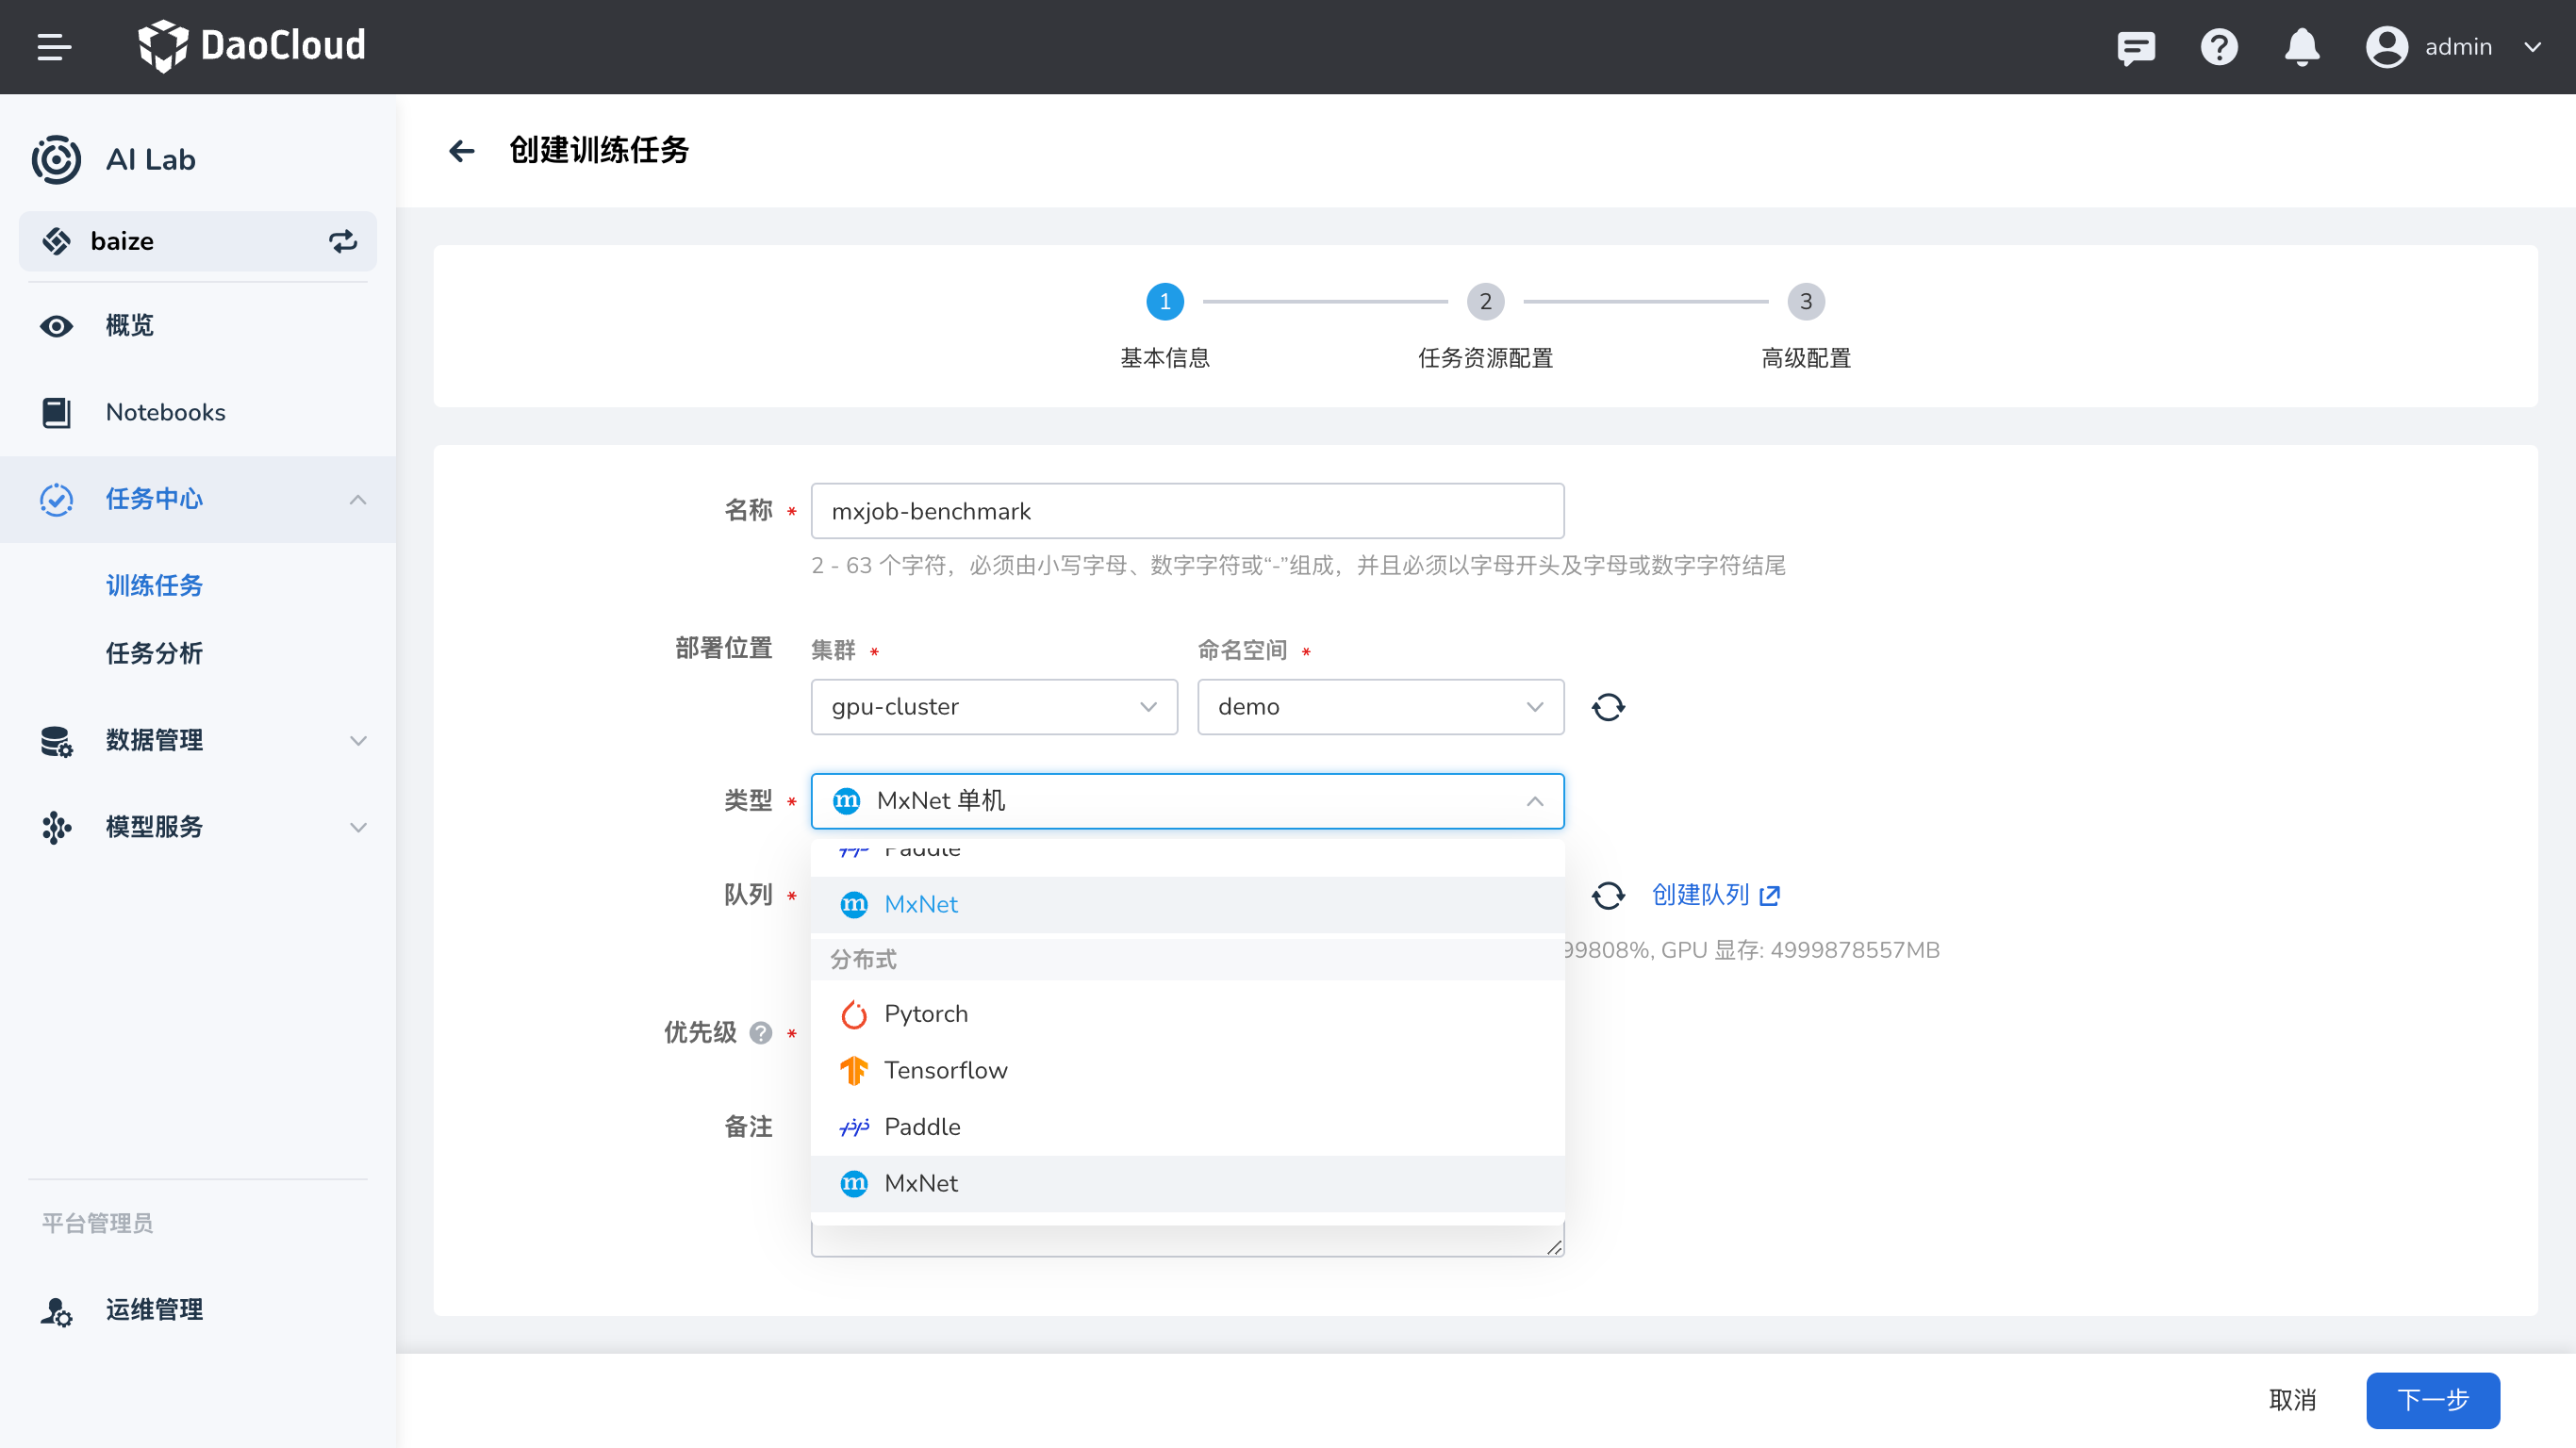 DaoCloud
admin
AI Lab
baize
概览
Notebooks
任务中心
训练任务
任务分析
数据管理
模型服务
平台管理员
运维管理
创建训练任务
1
2
3
基本信息
任务资源配置
高级配置
名称 *
mxjob-benchmark
2 - 63 个字符，必须由小写字母、数字字符或“-”组成，并且必须以字母开头及字母或数字字符结尾
部署位置
集群 *
命名空间 *
gpu-cluster
demo
类型 *
MxNet 单机
Paddle
MxNet
分布式
Pytorch
Tensorflow
Paddle
MxNet
队列 *
创建队列
99808%, GPU 显存: 4999878557MB
优先级 ? *
备注
取消
下一步